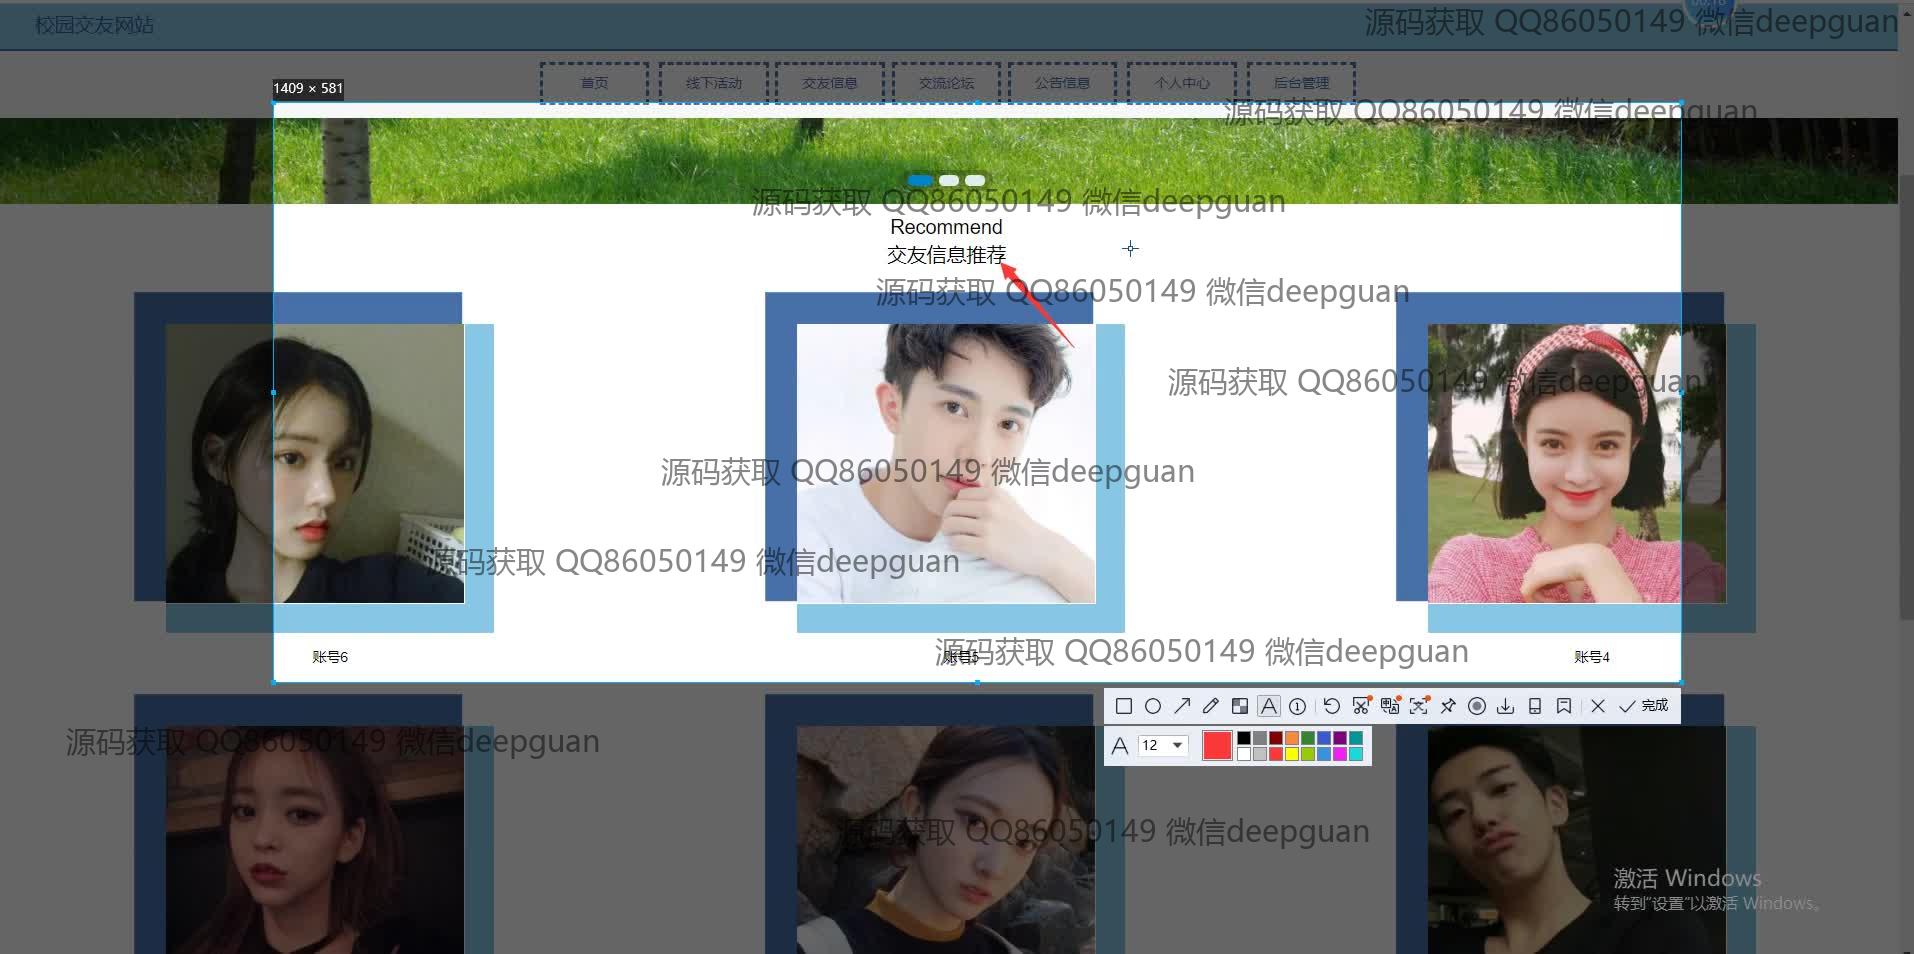 校园交友网站
源码获取 QQ86050149 微信deepguan
00:18
首页
线下活动
交友信息
交流论坛
公告信息
个人中心
后台管理
1409 × 581
源码获取 QQ86050149 微信deepguan
源码获取 QQ86050149 微信deepguan
Recommend
交友信息推荐
源码获取 QQ86050149 微信deepguan
源码获取 QQ86050149 微信deepguan
源码获取 QQ86050149 微信deepguan
源码获取 QQ86050149 微信deepguan
源码获取 QQ86050149 微信deepguan
账号6
账号5
账号4
完成
A 12
源码获取 QQ86050149 微信deepguan
源码获取 QQ86050149 微信deepguan
激活 Windows
转到“设置”以激活 Windows。